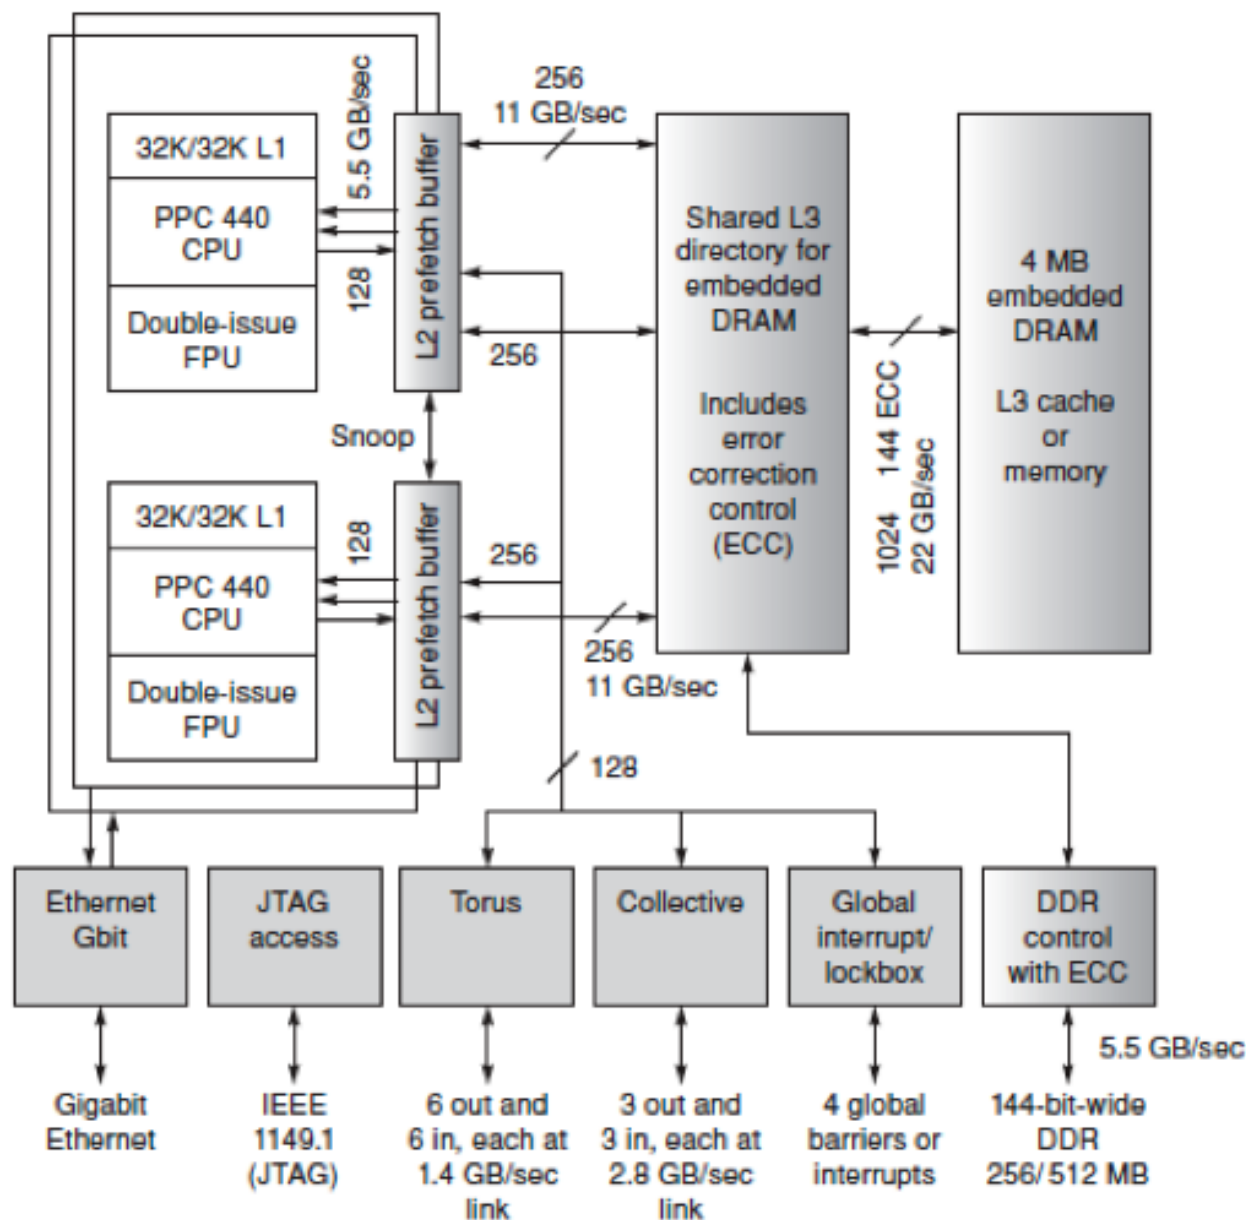 256
11 GB/sec
5.5 GB/sec
32K/32K L1
PPC 440
CPU
Double-issue
FPU
128
L2 prefetch buffer
256
Shared L3
directory for
embedded
DRAM
Includes
error
correction
control
(ECC)
1024 144 ECC
22 GB/sec
4 MB
embedded
DRAM
L3 cache
or
memory
Snoop
32K/32K L1
PPC 440
CPU
Double-issue
FPU
128
L2 prefetch buffer
256
256
11 GB/sec
128
Ethernet
Gbit
JTAG
access
Torus
Collective
Global
interrupt/
lockbox
DDR
control
with ECC
5.5 GB/sec
Gigabit
Ethernet
IEEE
1149.1
(JTAG)
6 out and
6 in, each at
1.4 GB/sec
link
3 out and
3 in, each at
2.8 GB/sec
link
4 global
barriers or
interrupts
144-bit-wide
DDR
256/512 MB